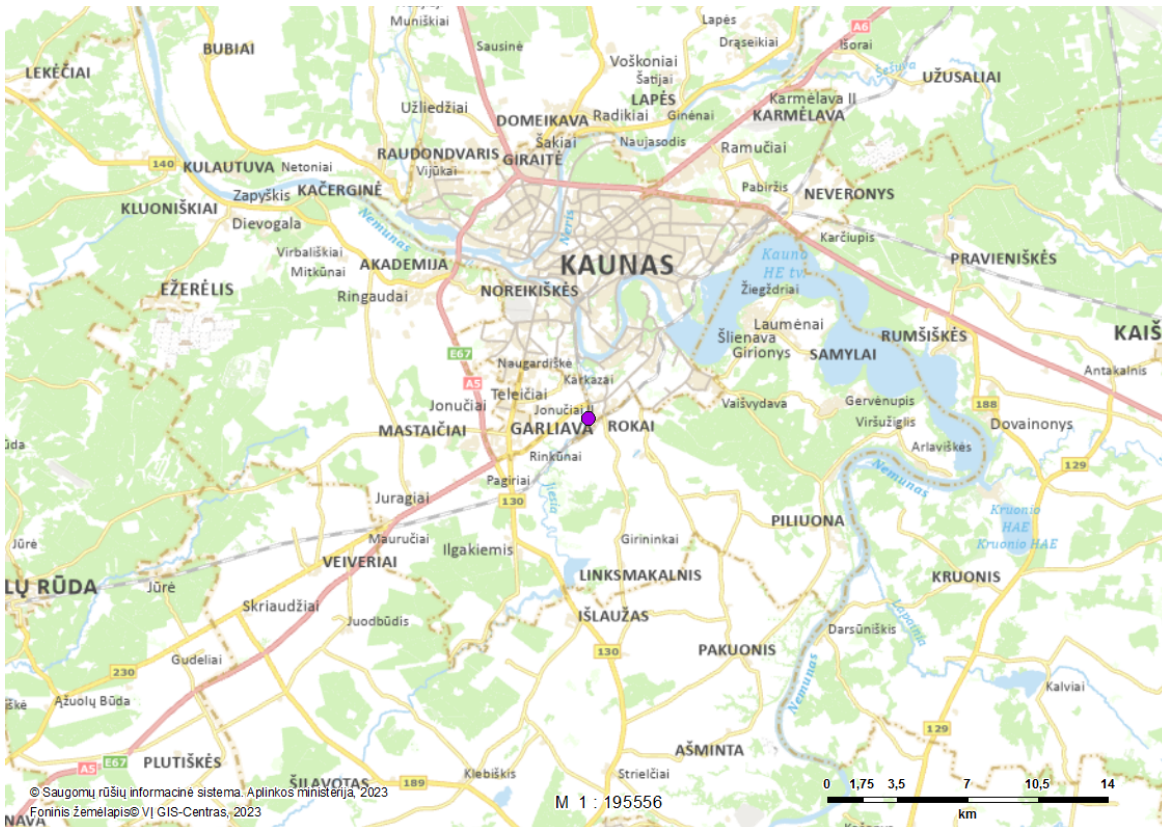 Muniškiai
Lapės
A6
BUBIAI
Sausinė
Drąseikiai
Išorai
LEKĖČIAI
Voškoniai
Šešuva
Šatijai
UŽUSALIAI
Užliedžiai
LAPĖS
Karmėlava II
DOMEIKAVA
Radikiai
Ginėnai
KARMĖLAVA
Šakiai
Naujasodis
Ramučiai
RAUDONDVARIS
GIRAITĖ
140
KULAUTUVA
Netoniai
Vijūkai
Zapyškis
KAČERGINĖ
Pabiržis
NEVERONYS
KLUONIŠKIAI
Dievogala
Nemunas
Neris
Karčiupis
Virbališkiai
AKADEMIJA
KAUNAS
Kauno
HE tv.
PRAVIENIŠKĖS
Mitkūnai
EŽERĖLIS
Ringaudai
NOREIKIŠKĖS
Žiegždriai
Laumėnai
RUMŠIŠKĖS
KAIŠ
Šlienava
Girionys
SAMYLAI
E67
Naugardiškė
Antakalnis
A5
Karkazai
Teleičiai
Jonučiai
Jonučiai II
Vaišvydava
Gervėnupis
188
MASTAIČIAI
GARLIAVA
ROKAI
Viršužiglis
Dovainonys
ūda
Rinkūnai
Arlaviškės
129
Pagiriai
Nemunas
Juragiai
130
Jiesia
Kruonio
HAE
Kruonio HAE
PILIUONA
Jūrė
Mauručiai
Ilgakiemis
Girininkai
VEIVERIAI
LINKSMAKALNIS
KRUONIS
LŲ RŪDA
Jūrė
Skriaudžiai
IŠLAUŽAS
Lapainia
Juodbūdis
Darsūniškis
130
PAKUONIS
230
Gudeliai
Nemunas
Kalviai
iškė
Ąžuolų Būda
129
AŠMINTA
A5
E67
PLUTIŠKĖS
Klebiškis
Strielčiai
ŠILAVOTAS
189
© Saugomų rūšių informacinė sistema. Aplinkos ministerija, 2023
M 1 : 195556
0 1,75 3,5 7 10,5 14
km
NAVA
Foninis žemėlapis© VĮ GIS-Centras, 2023